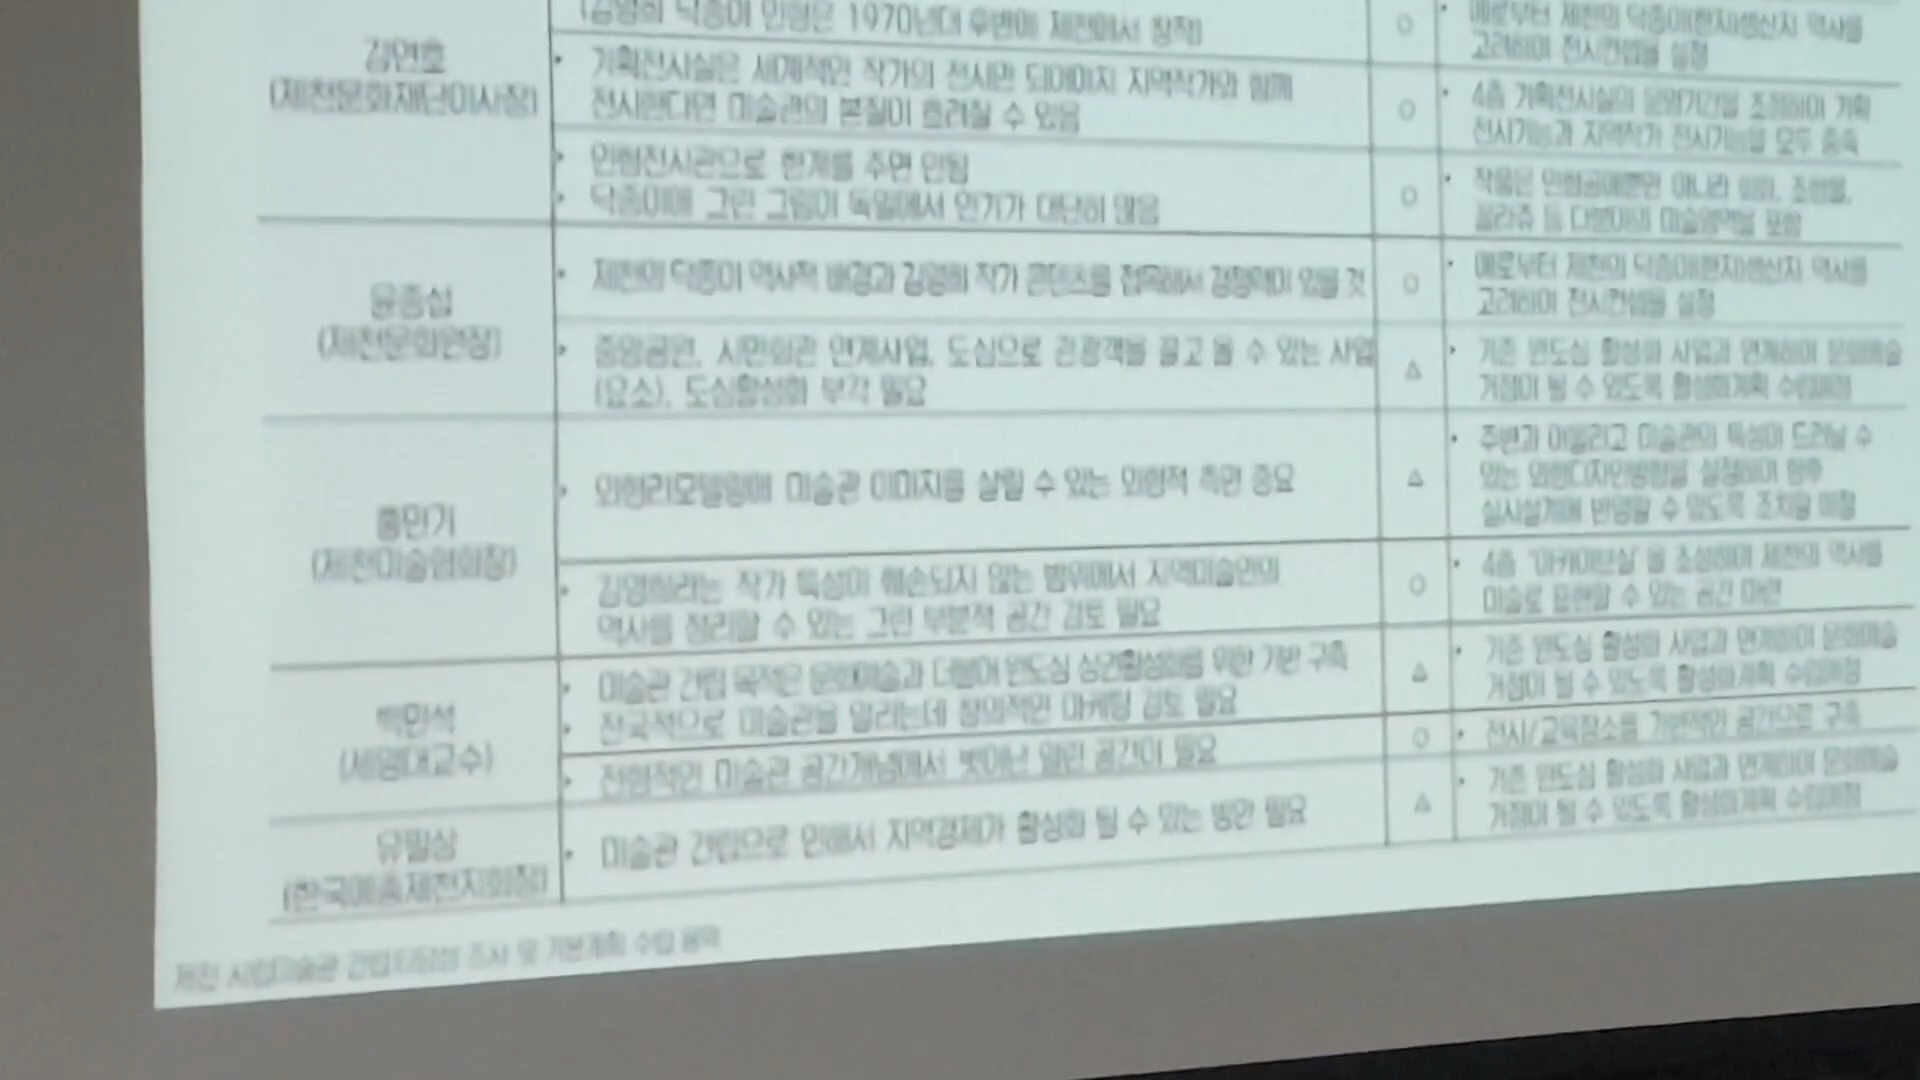 (김영희 닥종이 인형은 1970년대 후반에 제천에서 창작)
예로부터 제천의 닥종이(한지)생산지 역사를
고려하여 전시컨셉을 설정
김연호
(제천문화재단이사장)
기획전시실은 세계적인 작가의 전시만 되어야지 지역작가와 함께
전시한다면 미술관의 본질이 흐려질 수 있음
○
4층 기획전시실의 운영기간을 조정하여 기획
전시기능과 지역작가 전시기능을 모두 충족
인형전시관으로 한계를 두면 안됨
닥종이에 그린 그림이 독일에서 인기가 대단히 많음
○
작품은 인형공예뿐만 아니라 회화, 조형물,
콜라쥬 등 다분야의 미술영역을 포함
윤종섭
(제천문화원장)
제천의 닥종이 역사적 배경과 김영희 작가 콘텐츠를 접목해서 경쟁력이 있을 것
○
예로부터 제천의 닥종이(한지)생산지 역사를
고려하여 전시컨셉을 설정
중앙공원, 시민회관 연계사업, 도심으로 관광객을 끌고 올 수 있는 사업
(요소), 도심활성화 부각 필요
△
기존 원도심 활성화 사업과 연계하여 문화예술
거점이 될 수 있도록 활성화계획 수립예정
홍민기
(제천미술협회장)
외형리모델링에 미술관 이미지를 살릴 수 있는 외형적 측면 중요
△
주변과 어울리고 미술관의 특성이 드러날 수
있는 외형디자인방향을 설정하여 향후
실시설계에 반영할 수 있도록 조치할 예정
김영희라는 작가 특성이 훼손되지 않는 범위에서 지역미술인의
역사를 정리할 수 있는 그런 부분적 공간 검토 필요
○
4층 '아카이브실' 을 조성하여 제천의 역사를
미술로 표현할 수 있는 공간 마련
백민석
(세명대교수)
미술관 건립 목적은 문화예술과 더불어 원도심 상권활성화를 위한 기반 구축
전국적으로 미술관을 알리는데 창의적인 마케팅 검토 필요
△
기존 원도심 활성화 사업과 연계하여 문화예술
거점이 될 수 있도록 활성화계획 수립예정
전형적인 미술관 공간개념에서 벗어난 열린 공간이 필요
○
전시/교육장소를 가변적인 공간으로 구축
유필상
(한국예총제천지회장)
미술관 건립으로 인해서 지역경제가 활성화 될 수 있는 방안 필요
△
기존 원도심 활성화 사업과 연계하여 문화예술
거점이 될 수 있도록 활성화계획 수립예정
제천 시립미술관 건립타당성 조사 및 기본계획 수립 용역